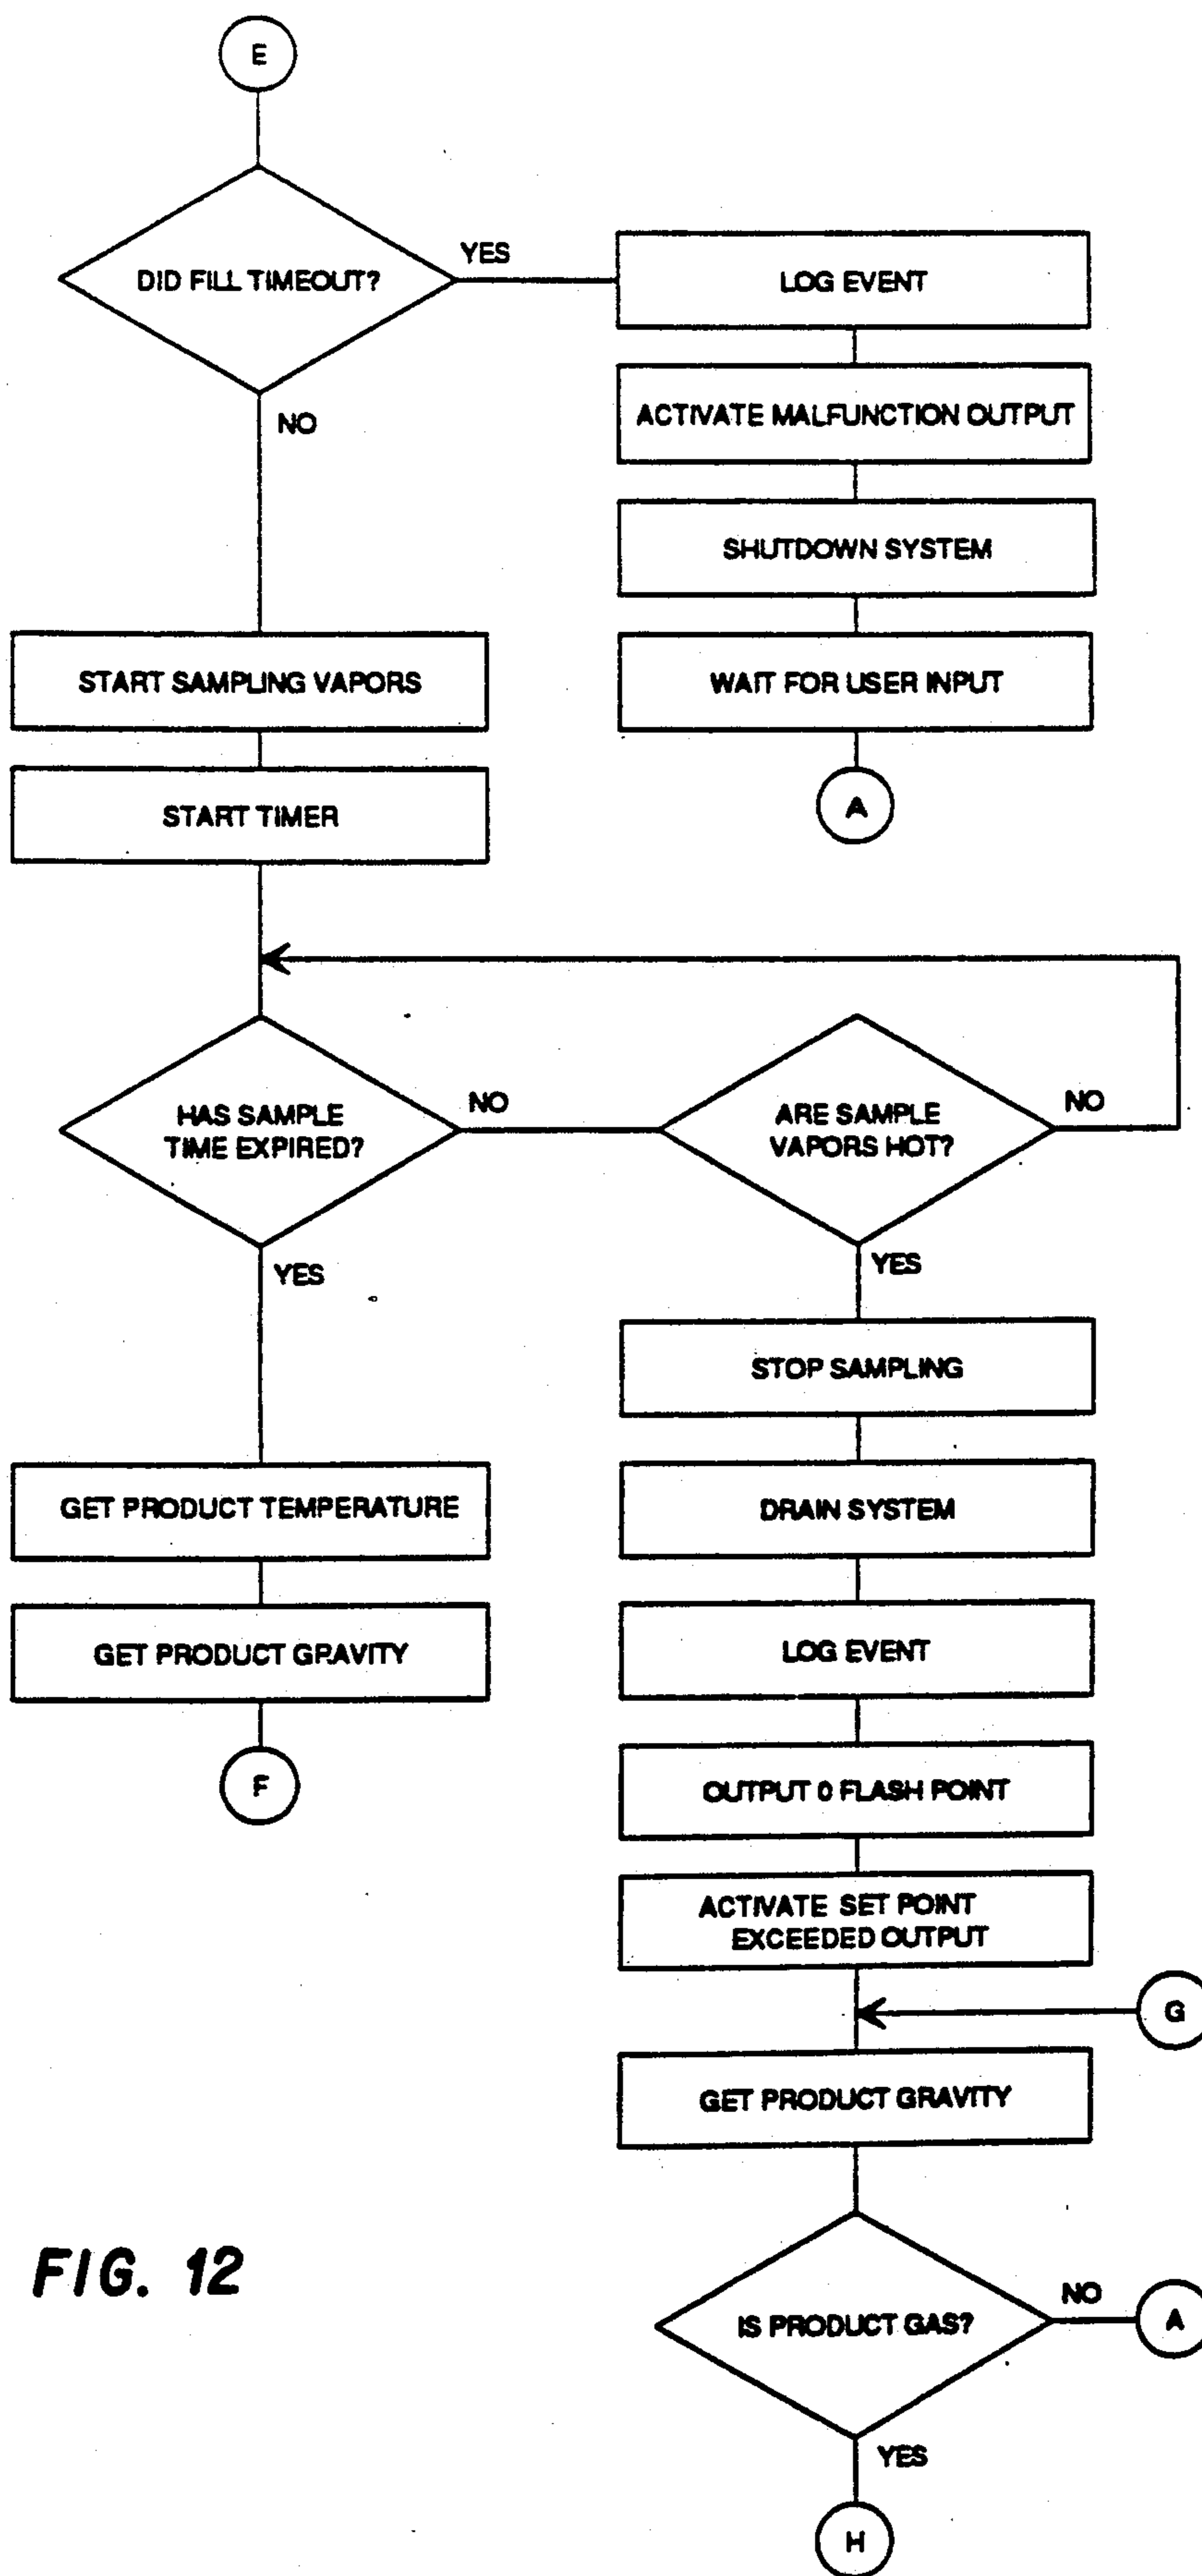 E
DID FILL TIMEOUT?
YES
NO
LOG EVENT
ACTIVATE MALFUNCTION OUTPUT
SHUTDOWN SYSTEM
WAIT FOR USER INPUT
A
START SAMPLING VAPORS
START TIMER
HAS SAMPLE
TIME EXPIRED?
NO
YES
ARE SAMPLE
VAPORS HOT?
NO
YES
GET PRODUCT TEMPERATURE
GET PRODUCT GRAVITY
F
STOP SAMPLING
DRAIN SYSTEM
LOG EVENT
OUTPUT 0 FLASH POINT
ACTIVATE SET POINT
EXCEEDED OUTPUT
G
GET PRODUCT GRAVITY
IS PRODUCT GAS?
NO
A
YES
H
FIG. 12